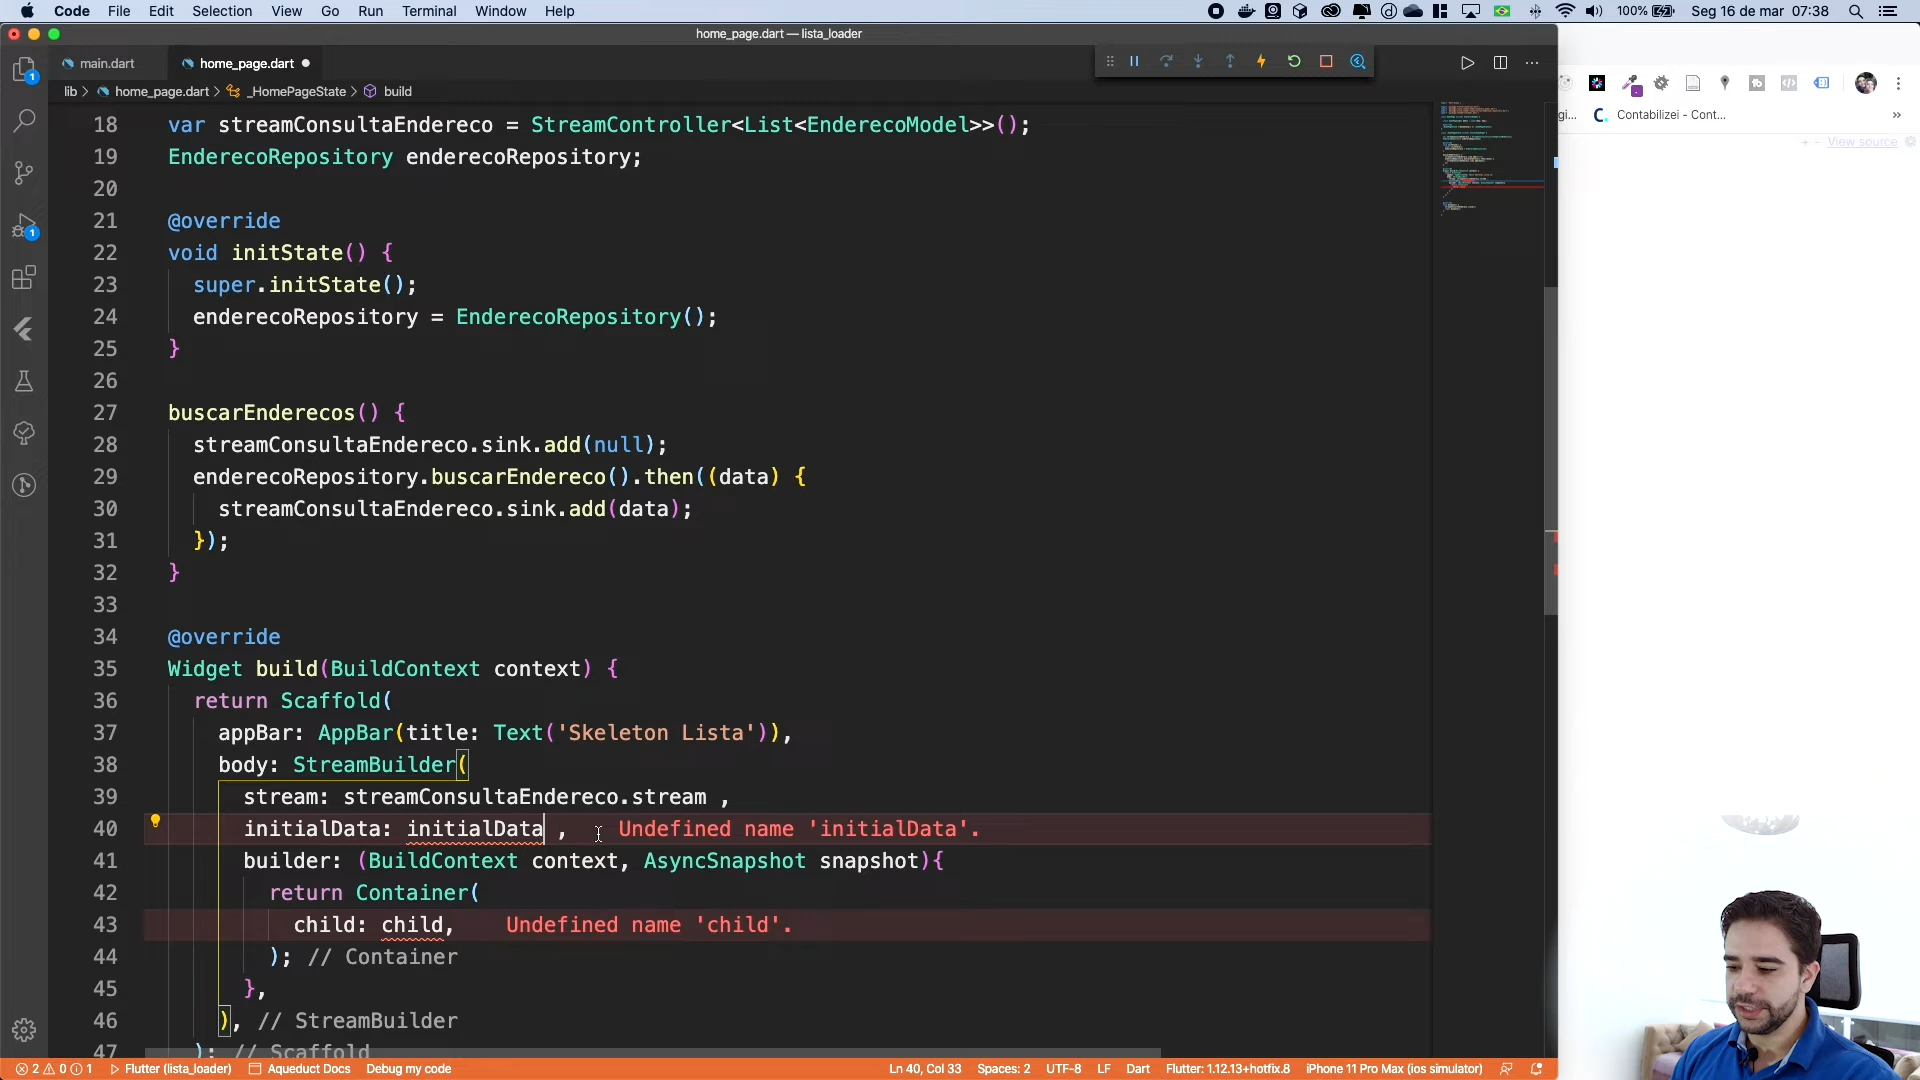 Code File Edit Selection View Go Run Terminal Window Help
100% Seg 16 de mar 07:38
home_page.dart — lista_loader
main.dart
home_page.dart
lib > home_page.dart > _HomePageState > build
18 var streamConsultaEndereco = StreamController<List<EnderecoModel>>();
19 EnderecoRepository enderecoRepository;
20
21 @override
22 void initState() {
23 super.initState();
24 enderecoRepository = EnderecoRepository();
25 }
26
27 buscarEnderecos() {
28 streamConsultaEndereco.sink.add(null);
29 enderecoRepository.buscarEndereco().then((data) {
30 streamConsultaEndereco.sink.add(data);
31 });
32 }
33
34 @override
35 Widget build(BuildContext context) {
36 return Scaffold(
37 appBar: AppBar(title: Text('Skeleton Lista')),
38 body: StreamBuilder(
39 stream: streamConsultaEndereco.stream ,
40 initialData: initialData , Undefined name 'initialData'.
41 builder: (BuildContext context, AsyncSnapshot snapshot){
42 return Container(
43 child: child, Undefined name 'child'.
44 ); // Container
45 },
46 ), // StreamBuilder
47 ); // Scaffold
1
1
gi... Contabilizei - Cont... »
+ - View source
2 0 1 Flutter (lista_loader) Aqueduct Docs Debug my code
Ln 40, Col 33 Spaces: 2 UTF-8 LF Dart Flutter: 1.12.13+hotfix.8 iPhone 11 Pro Max (ios simulator)